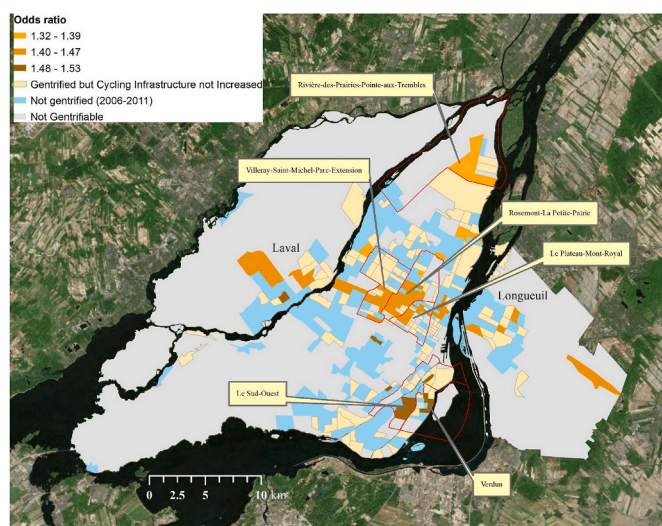 Odds ratio
1.32 - 1.39
1.40 - 1.47
1.48 - 1.53
Gentrified but Cycling Infrastructure not Increased
Not gentrified (2006-2011)
Not Gentrifiable
Rivière-des-Prairies-Pointe-aux-Trembles
Villeray-Saint-Michel-Parc-Extension
Rosemont-La Petite-Patrie
Laval
Le Plateau-Mont-Royal
Longueuil
Le Sud-Ouest
Verdun
0 2.5 5 10 km